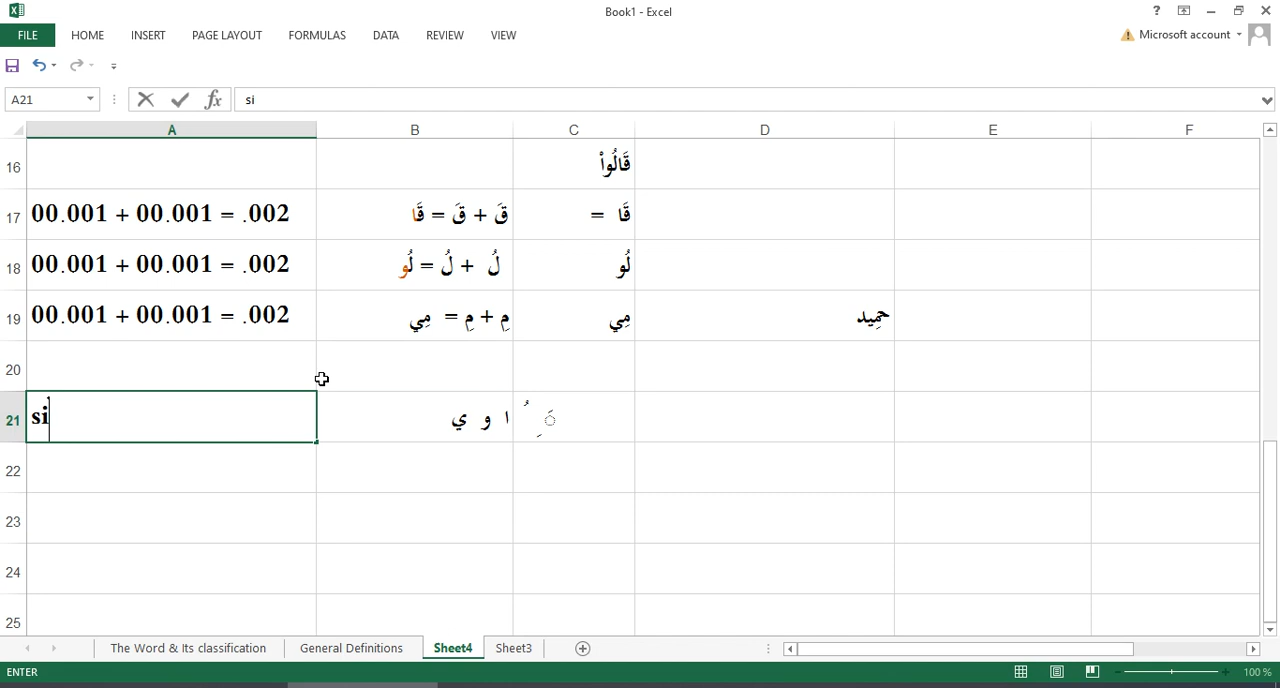 Book1 - Excel
FILE HOME INSERT PAGE LAYOUT FORMULAS DATA REVIEW VIEW Microsoft account
A21 fx si
A B C D E F
16 قَالُواْ
17 00.001 + 00.001 = .002 قَ + قَ = قَا قَا =
18 00.001 + 00.001 = .002 لُ + لُ = لُو لُو
19 00.001 + 00.001 = .002 مِ + مِ = مِي مِي حمِيد
20
21 si ا و ي َ ُ ِ
22
23
24
25
The Word & Its classification General Definitions Sheet4 Sheet3
ENTER 100 %